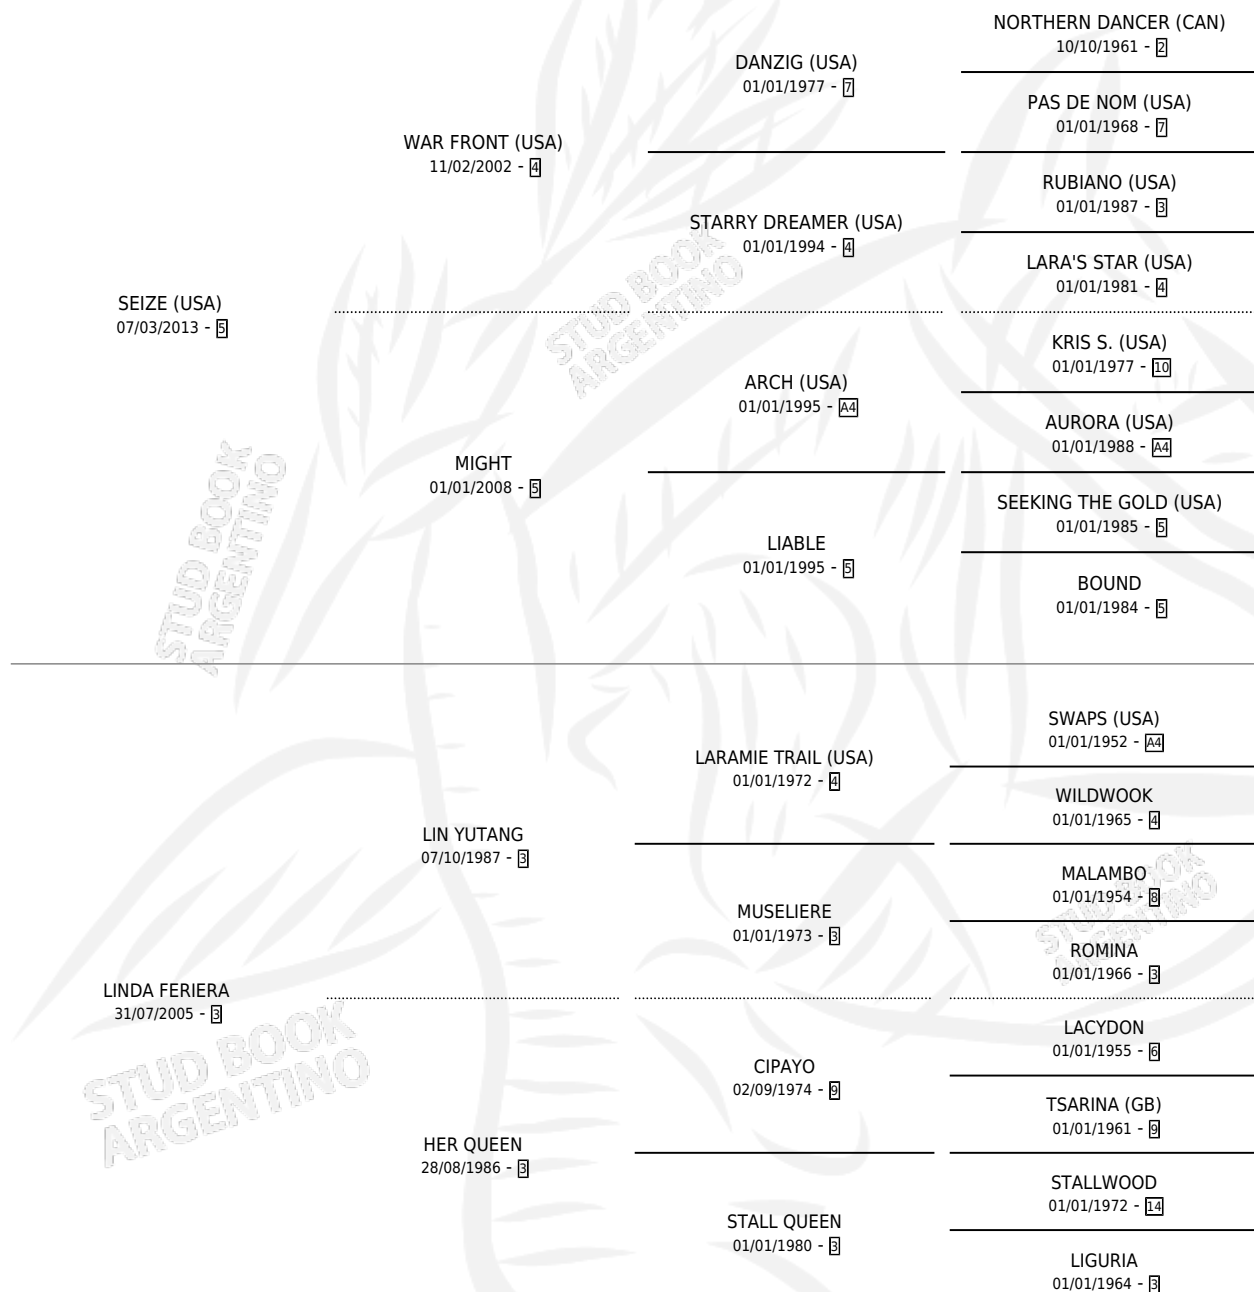 NORTHERN DANCER (CAN)
10/10/1961 - 2
DANZIG (USA)
01/01/1977 - 7
PAS DE NOM (USA)
01/01/1968 - 7
WAR FRONT (USA)
11/02/2002 - 4
RUBIANO (USA)
01/01/1987 - 3
STARRY DREAMER (USA)
01/01/1994 - 4
LARA'S STAR (USA)
01/01/1981 - 4
SEIZE (USA)
07/03/2013 - 5
KRIS S. (USA)
01/01/1977 - 10
ARCH (USA)
01/01/1995 - A4
AURORA (USA)
01/01/1988 - A4
MIGHT
01/01/2008 - 5
SEEKING THE GOLD (USA)
01/01/1985 - 5
LIABLE
01/01/1995 - 5
BOUND
01/01/1984 - 5
SWAPS (USA)
01/01/1952 - A4
LARAMIE TRAIL (USA)
01/01/1972 - 4
WILDWOOK
01/01/1965 - 4
LIN YUTANG
07/10/1987 - 3
MALAMBO
01/01/1954 - 8
MUSELIERE
01/01/1973 - 3
ROMINA
01/01/1966 - 3
LINDA FERIERA
31/07/2005 - 3
LACYDON
01/01/1955 - 6
CIPAYO
02/09/1974 - 9
TSARINA (GB)
01/01/1961 - 9
HER QUEEN
28/08/1986 - 3
STALLWOOD
01/01/1972 - 14
STALL QUEEN
01/01/1980 - 3
LIGURIA
01/01/1964 - 3
STUD BOOK
ARGENTINO
STUD BOOK
ARGENTINO
STUD BOOK
ARGENTINO
STUD BOOK
ARGENTINO